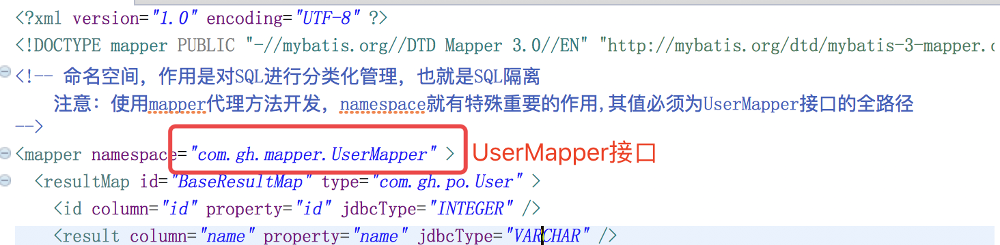 <?xml version="1.0" encoding="UTF-8" ?>
<!DOCTYPE mapper PUBLIC "-//mybatis.org//DTD Mapper 3.0//EN" "http://mybatis.org/dtd/mybatis-3-mapper.d
<!-- 命名空间，作用是对SQL进行分类化管理，也就是SQL隔离
注意：使用mapper代理方法开发，namespace就有特殊重要的作用,其值必须为UserMapper接口的全路径
-->
<mapper namespace="com.gh.mapper.UserMapper" > UserMapper接口
<resultMap id="BaseResultMap" type="com.gh.po.User" >
<id column="id" property="id" jdbcType="INTEGER" />
<result column="name" property="name" jdbcType="VARCHAR" />